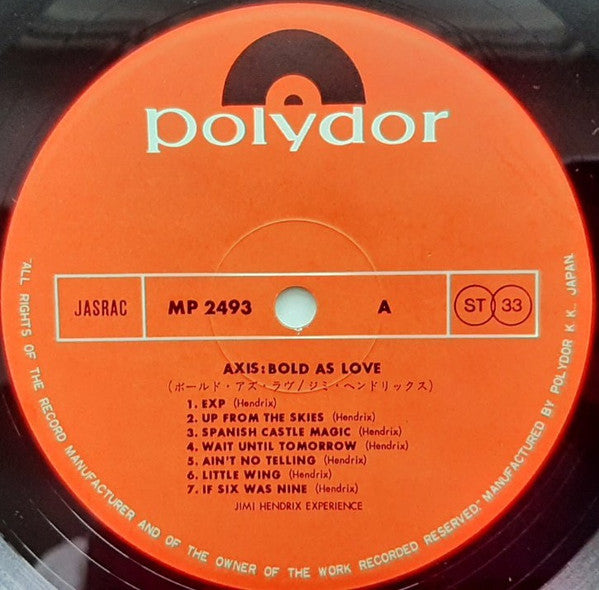 polydor
JASRAC MP 2493 A ST 33
AXIS: BOLD AS LOVE
(ボールド・アズ・ラヴ/ジミ・ヘンドリックス)
1. EXP (Hendrix)
2. UP FROM THE SKIES (Hendrix)
3. SPANISH CASTLE MAGIC (Hendrix)
4. WAIT UNTIL TOMORROW (Hendrix)
5. AIN'T NO TELLING (Hendrix)
6. LITTLE WING (Hendrix)
7. IF SIX WAS NINE (Hendrix)
JIMI HENDRIX EXPERIENCE
"ALL RIGHTS OF THE RECORD MANUFACTURER AND OF THE OWNER OF THE WORK RECORDED RESERVED." MANUFACTURED BY POLYDOR K.K., JAPAN.